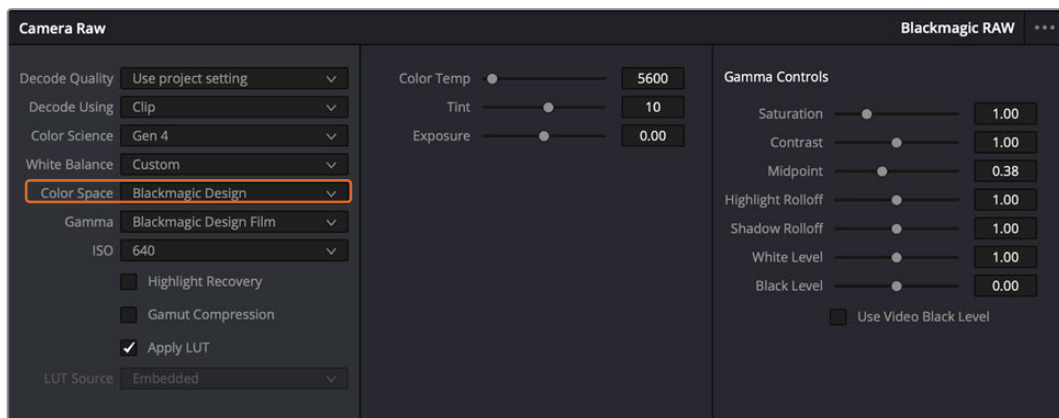 Camera Raw
Blackmagic RAW
Decode Quality Use project setting
Decode Using Clip
Color Science Gen 4
White Balance Custom
Color Space Blackmagic Design
Gamma Blackmagic Design Film
ISO 640
Highlight Recovery
Gamut Compression
Apply LUT
LUT Source Embedded
Color Temp 5600
Tint 10
Exposure 0.00
Gamma Controls
Saturation 1.00
Contrast 1.00
Midpoint 0.38
Highlight Rolloff 1.00
Shadow Rolloff 1.00
White Level 1.00
Black Level 0.00
Use Video Black Level